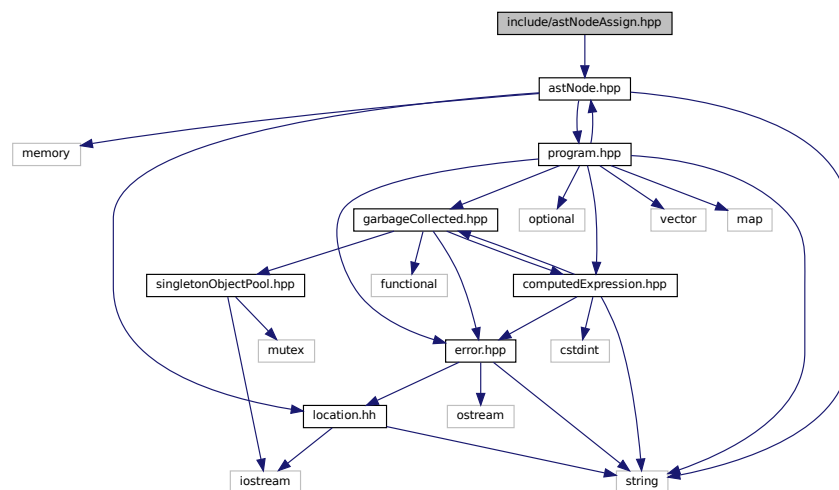 include/astNodeAssign.hpp
astNode.hpp
memory
program.hpp
garbageCollected.hpp
optional
vector
map
singletonObjectPool.hpp
functional
computedExpression.hpp
mutex
error.hpp
cstdint
location.hh
ostream
iostream
string